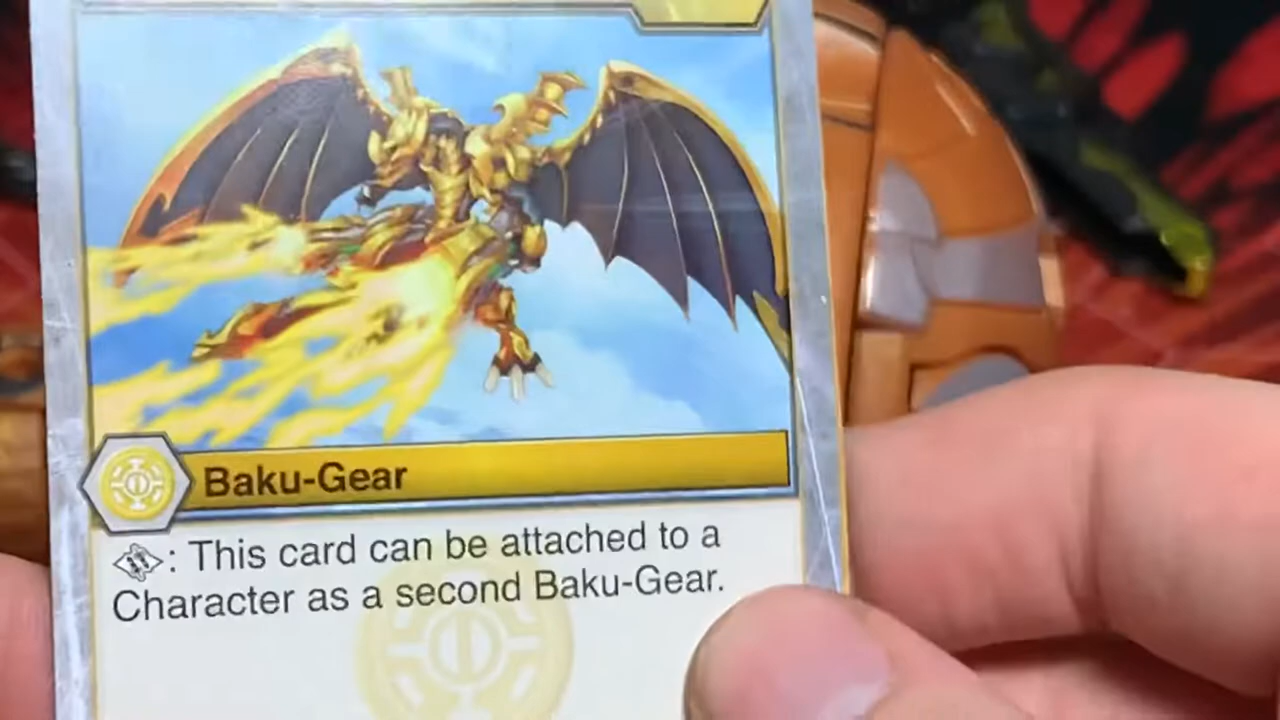 Baku-Gear
: This card can be attached to a
Character as a second Baku-Gear.